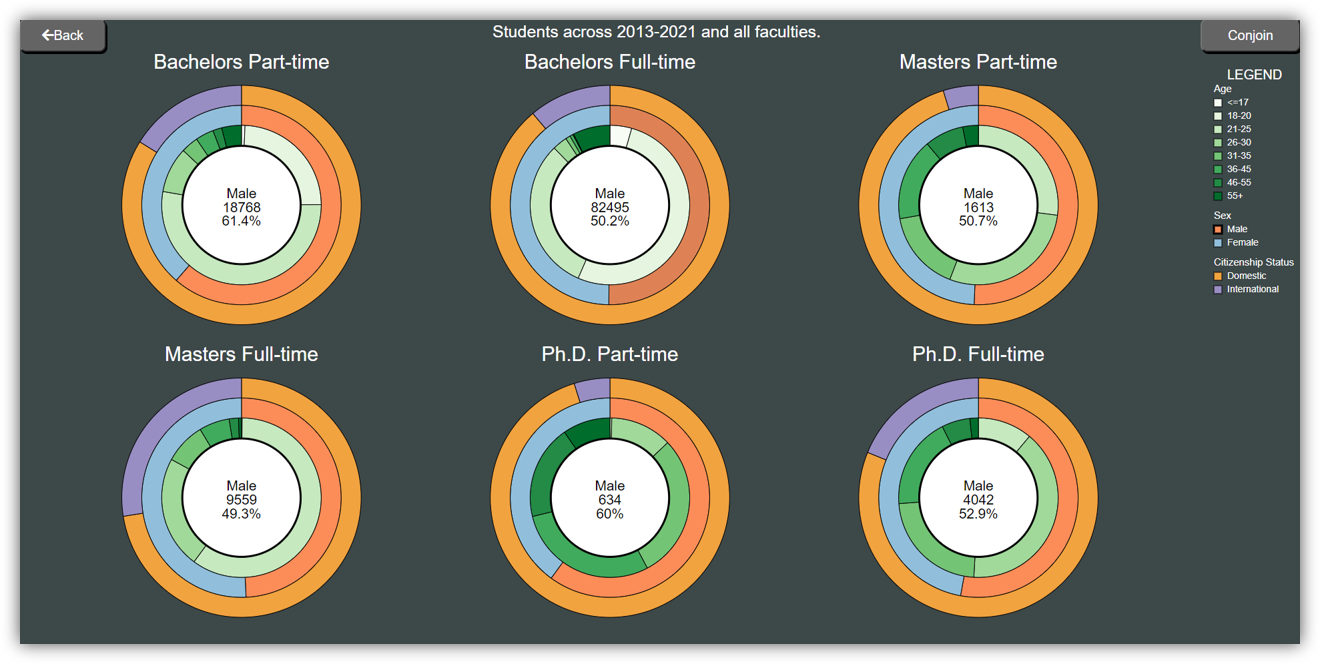 ←Back
Students across 2013-2021 and all faculties.
Conjoin
Bachelors Part-time
Male
18768
61.4%
Bachelors Full-time
Male
82495
50.2%
Masters Part-time
Male
1613
50.7%
LEGEND
Age
<=17
18-20
21-25
26-30
31-35
36-45
46-55
55+
Sex
Male
Female
Citizenship Status
Domestic
International
Masters Full-time
Male
9559
49.3%
Ph.D. Part-time
Male
634
60%
Ph.D. Full-time
Male
4042
52.9%